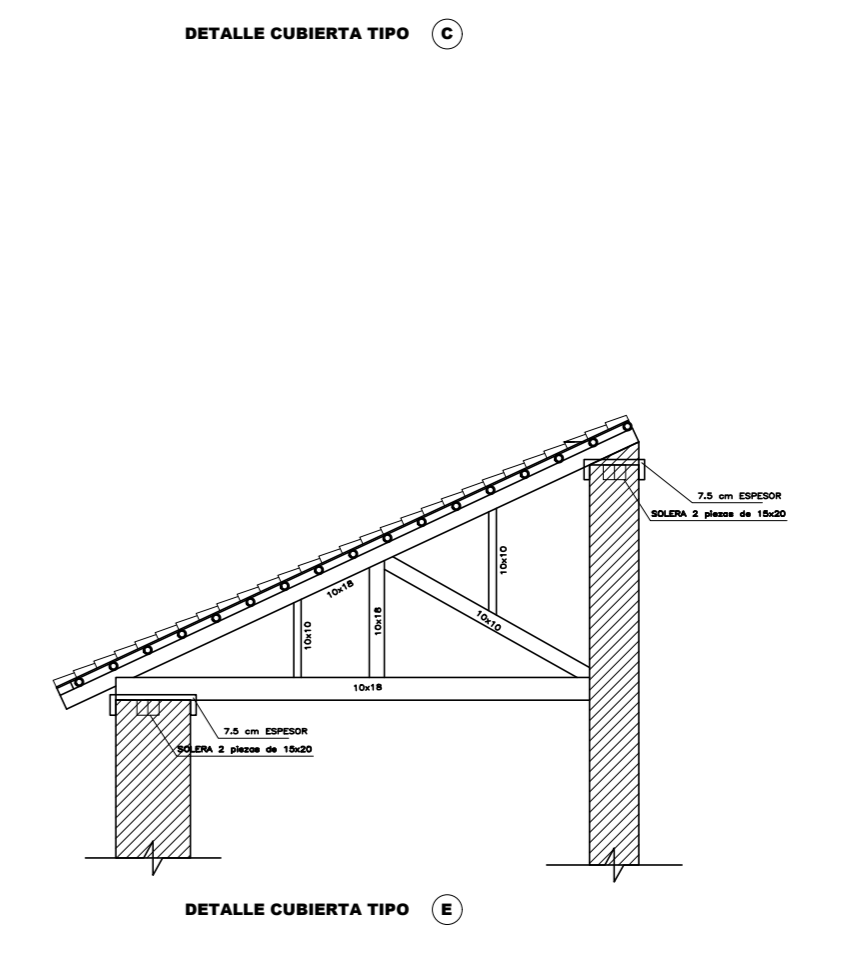 DETALLE CUBIERTA TIPO C
7.5 cm ESPESOR
SOLERA 2 piezas de 15x20
10x10
10x18
10x18
10x10
10x10
10x18
7.5 cm ESPESOR
SOLERA 2 piezas de 15x20
DETALLE CUBIERTA TIPO E